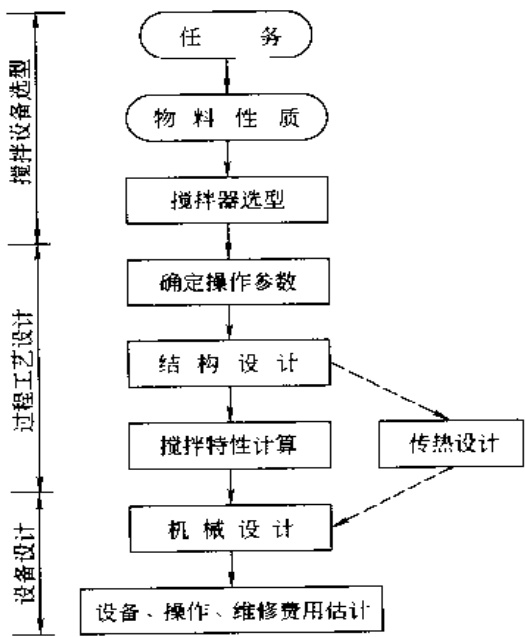 任务
物料性质
搅拌器选型
确定操作参数
结构设计
搅拌特性计算
传热设计
机械设计
设备、操作、维修费用估计
搅拌设备选型
过程工艺设计
设备设计